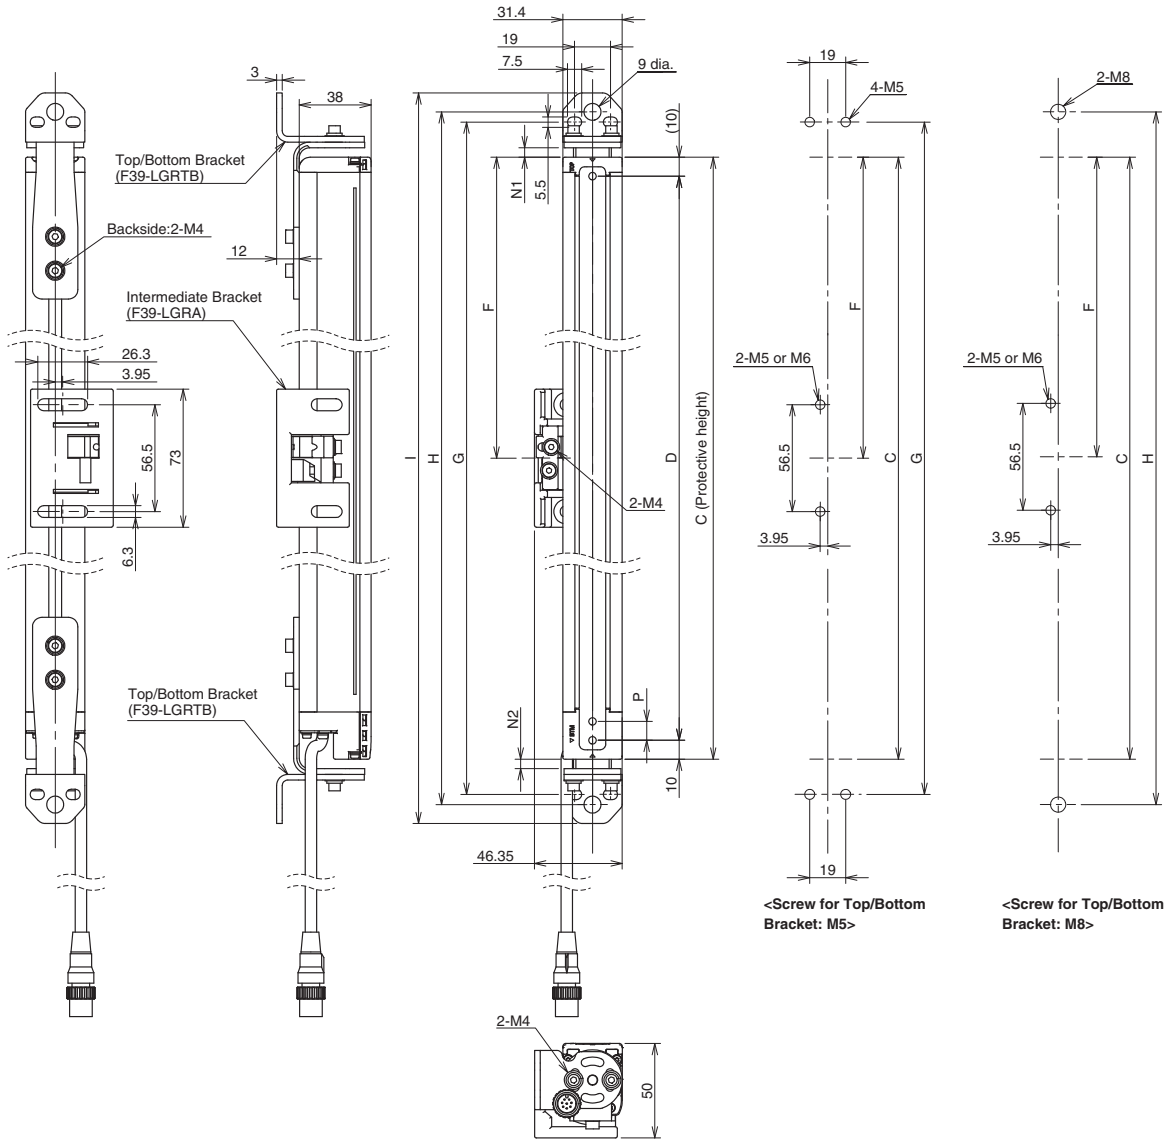 31.4
19
7.5
9 dia.
3
38
19
4-M5
2-M8
(10)
Top/Bottom Bracket
(F39-LGRTB)
N1
5.5
Backside:2-M4
12
Intermediate Bracket
(F39-LGRA)
F
F
F
26.3
3.95
2-M5 or M6
2-M5 or M6
56.5
73
I
H
G
D
C (Protective height)
56.5
C
G
56.5
C
H
2-M4
6.3
3.95
3.95
Top/Bottom Bracket
(F39-LGRTB)
N2
P
10
46.35
19
<Screw for Top/Bottom
Bracket: M5>
<Screw for Top/Bottom
Bracket: M8>
2-M4
50